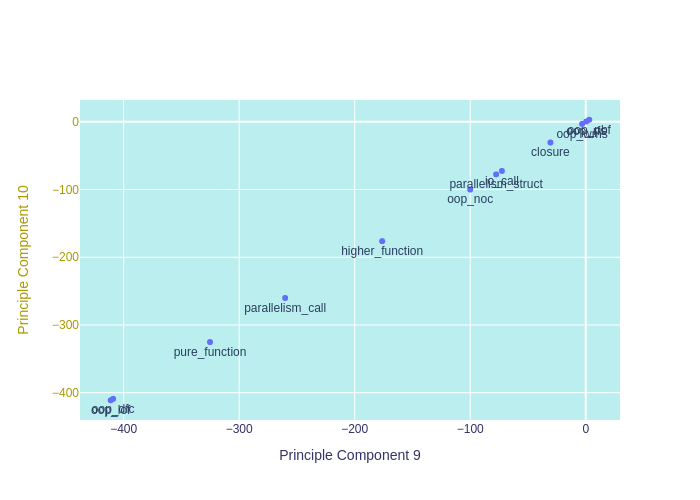 0
−100
−200
−300
−400
−400
−300
−200
−100
0
Principle Component 10
Principle Component 9
closure
parallelism_struct
io_call
oop_noc
higher_function
parallelism_call
pure_function